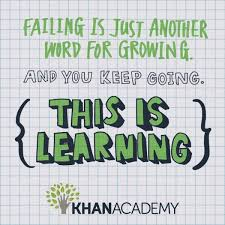 FAILING IS JUST ANOTHER
WORD FOR GROWING.
AND YOU KEEP GOING.
{THIS IS
LEARNING}
KHANACADEMY